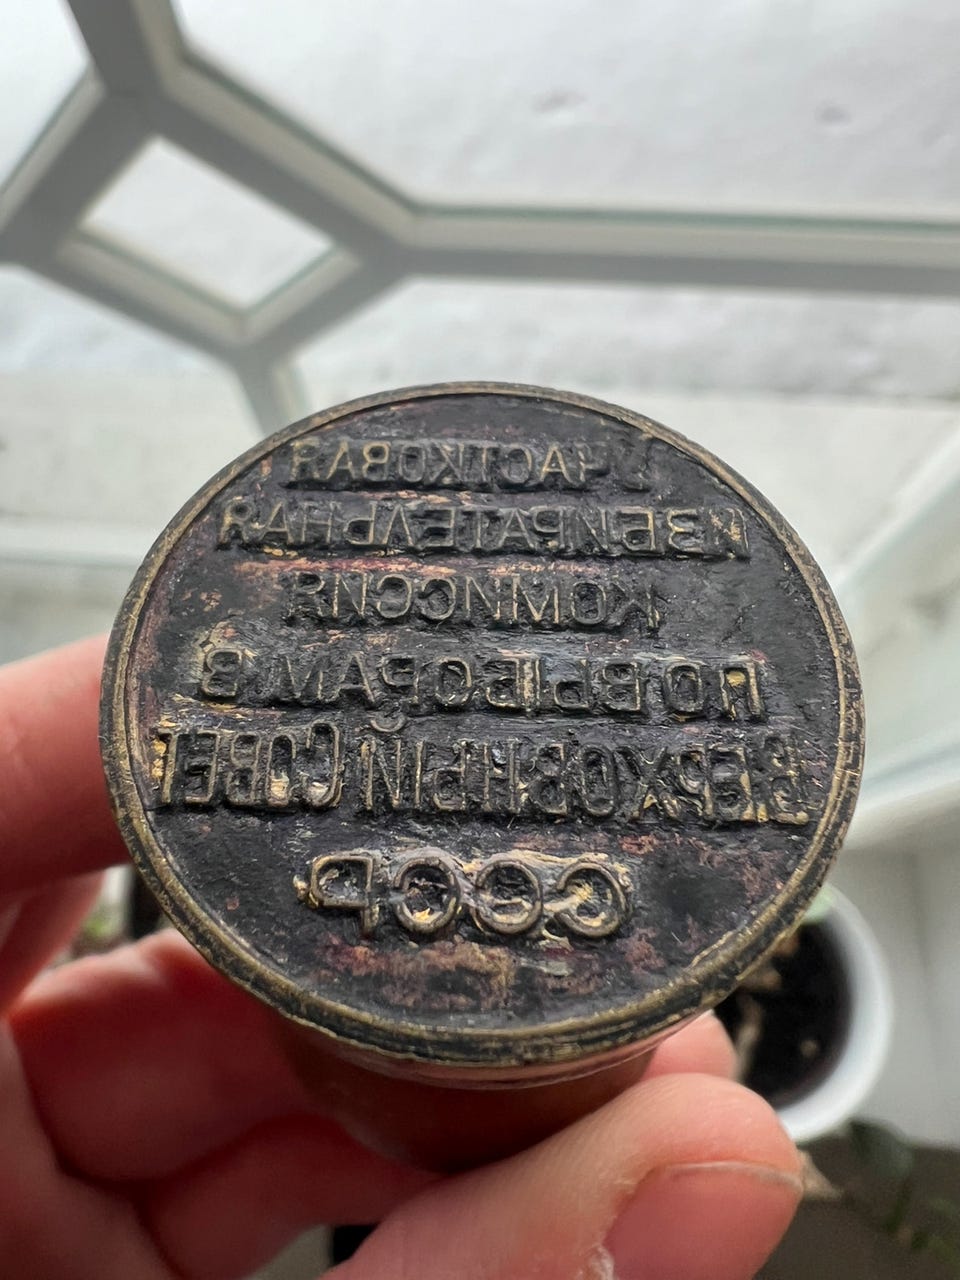 УЧАСТКОВАЯ
ИЗБИРАТЕЛЬНАЯ
КОМИССИЯ
ПО ВЫБОРАМ В
ВЕРХОВНЫЙ СОВЕТ
СССР